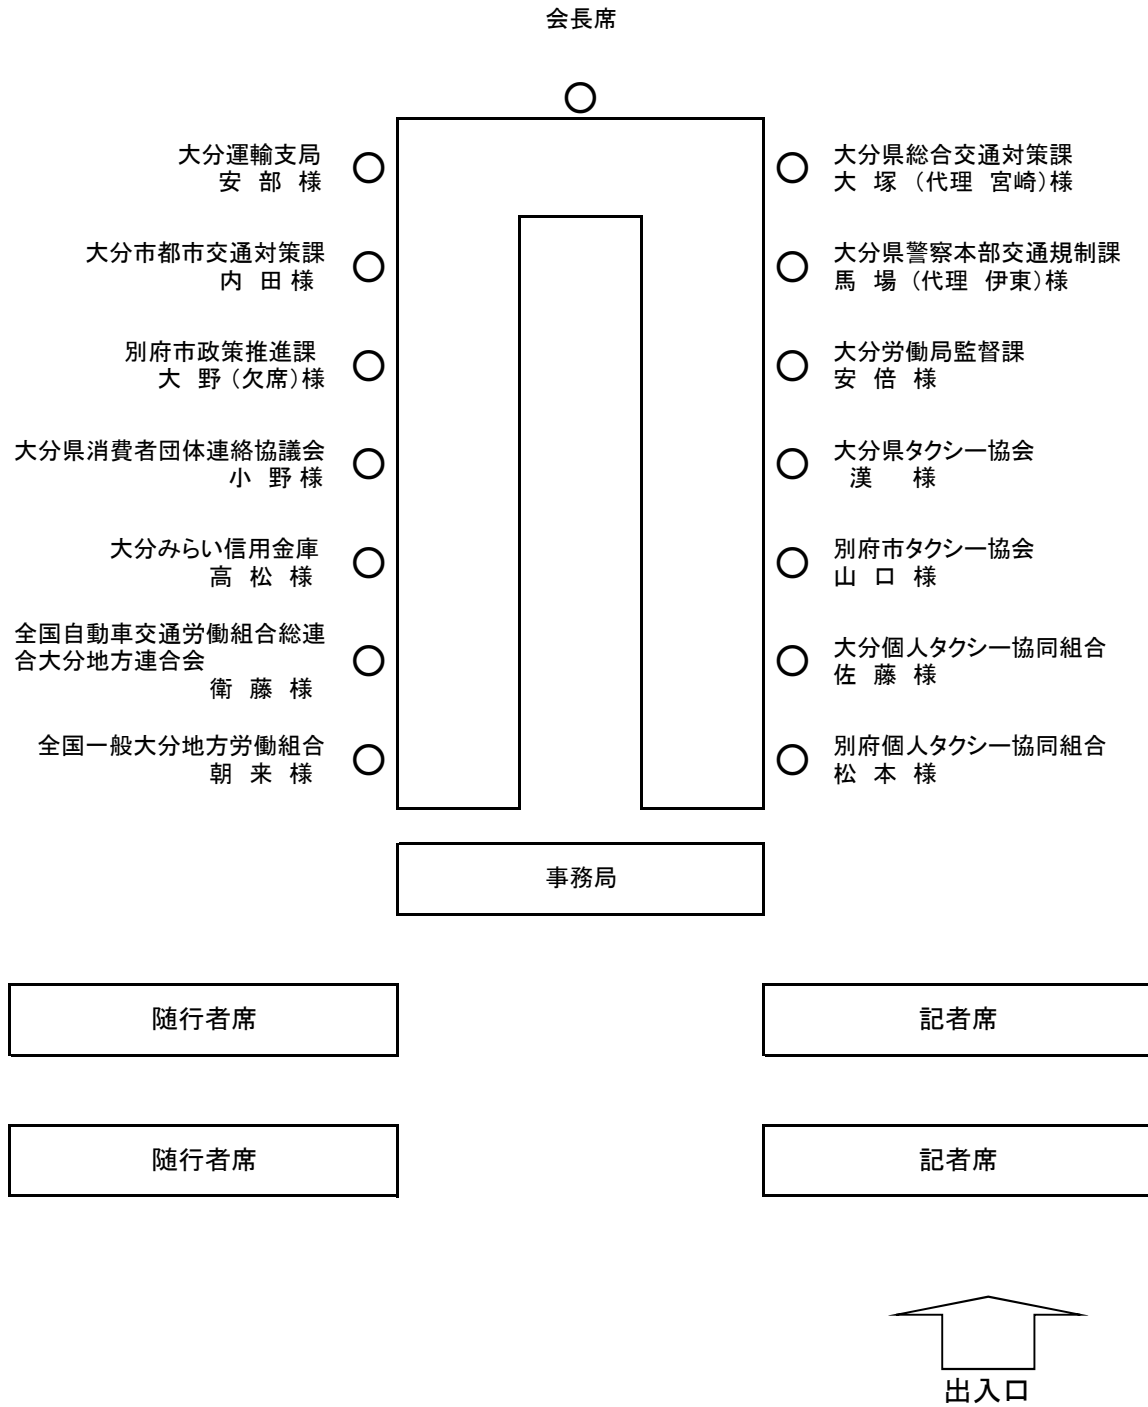 会長席
大分運輸支局
安 部 様
大分市都市交通対策課
内 田 様
別府市政策推進課
大 野 （欠席）様
大分県消費者団体連絡協議会
小 野 様
大分みらい信用金庫
高 松 様
全国自動車交通労働組合総連
合大分地方連合会
衛 藤 様
全国一般大分地方労働組合
朝 来 様
大分県総合交通対策課
大 塚 （代理 宮崎）様
大分県警察本部交通規制課
馬 場 （代理 伊東）様
大分労働局監督課
安 倍 様
大分県タクシー協会
漢 様
別府市タクシー協会
山 口 様
大分個人タクシー協同組合
佐 藤 様
別府個人タクシー協同組合
松 本 様
事務局
随行者席
記者席
随行者席
記者席
出入口